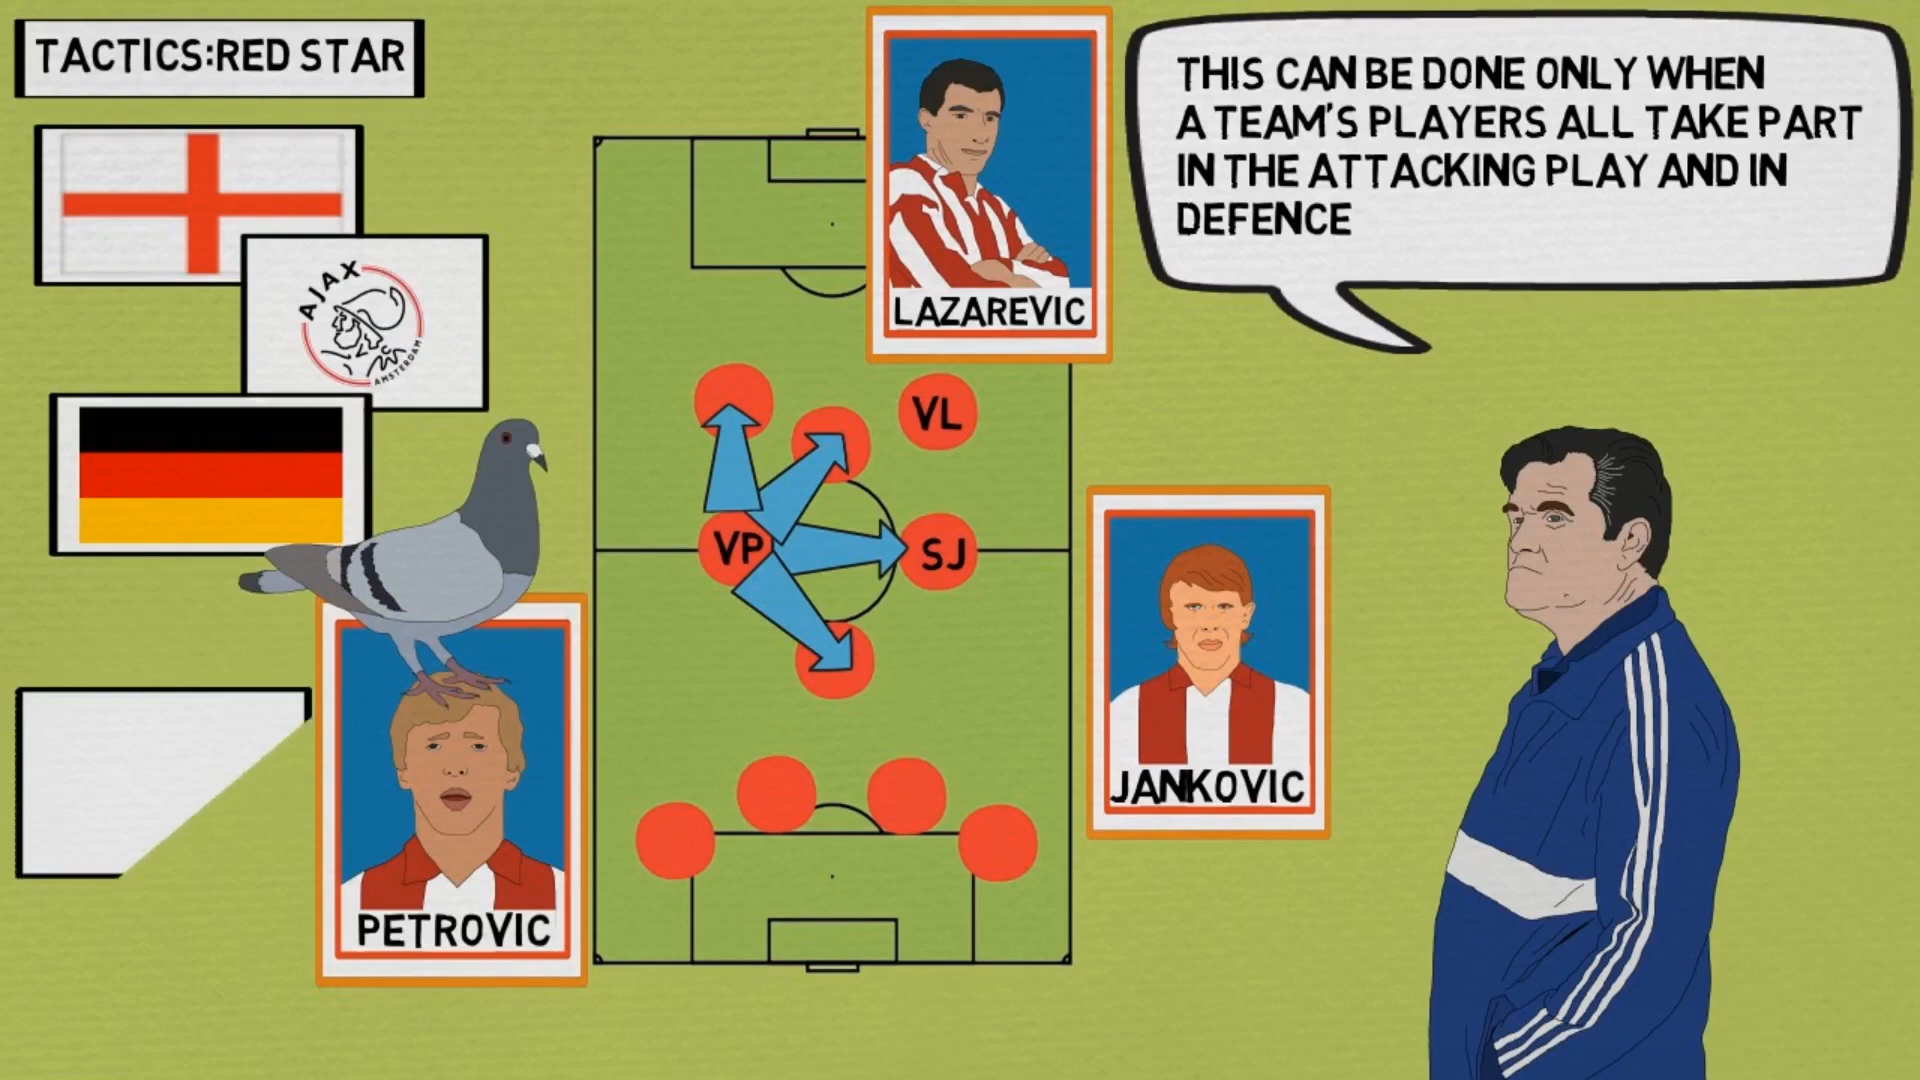 TACTICS:RED STAR
AJAX
AMSTERDAM
LAZAREVIC
THIS CAN BE DONE ONLY WHEN
A TEAM'S PLAYERS ALL TAKE PART
IN THE ATTACKING PLAY AND IN
DEFENCE
VL
VP
SJ
JANKOVIC
PETROVIC